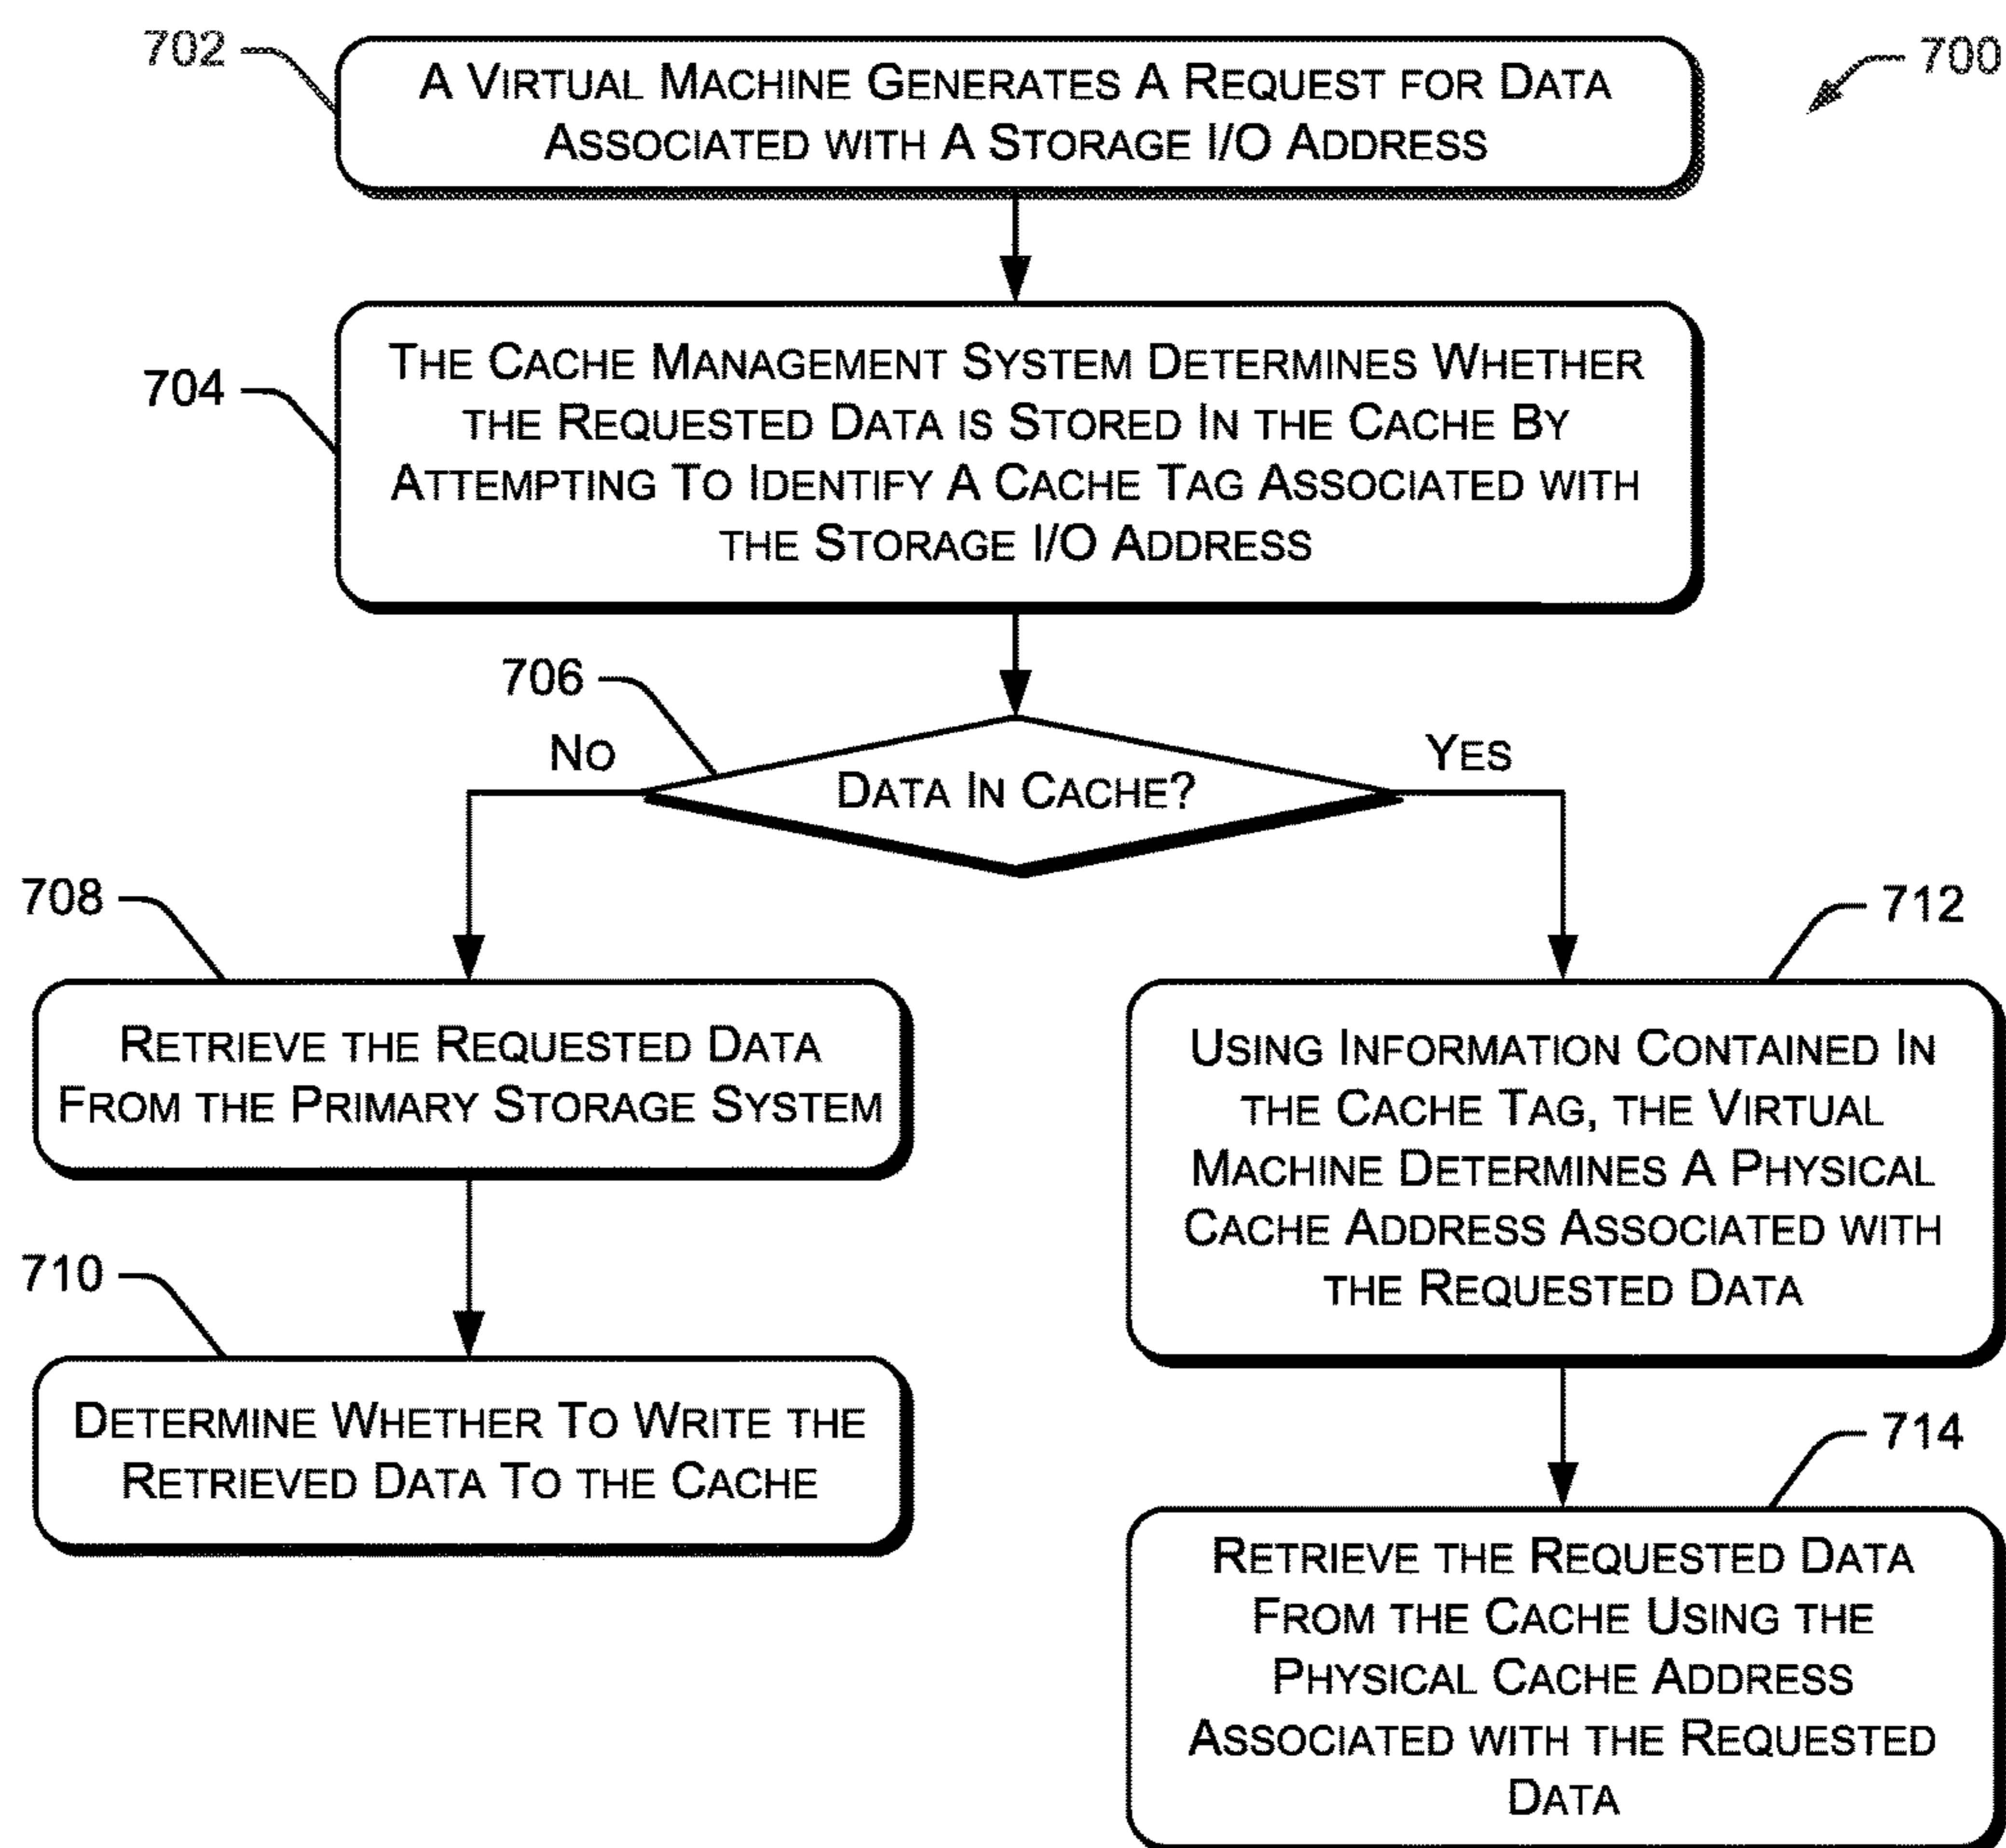 702
700
A VIRTUAL MACHINE GENERATES A REQUEST FOR DATA
ASSOCIATED WITH A STORAGE I/O ADDRESS
704
THE CACHE MANAGEMENT SYSTEM DETERMINES WHETHER
THE REQUESTED DATA IS STORED IN THE CACHE BY
ATTEMPTING TO IDENTIFY A CACHE TAG ASSOCIATED WITH
THE STORAGE I/O ADDRESS
706
NO
YES
DATA IN CACHE?
708
RETRIEVE THE REQUESTED DATA
FROM THE PRIMARY STORAGE SYSTEM
710
DETERMINE WHETHER TO WRITE THE
RETRIEVED DATA TO THE CACHE
712
USING INFORMATION CONTAINED IN
THE CACHE TAG, THE VIRTUAL
MACHINE DETERMINES A PHYSICAL
CACHE ADDRESS ASSOCIATED WITH
THE REQUESTED DATA
714
RETRIEVE THE REQUESTED DATA
FROM THE CACHE USING THE
PHYSICAL CACHE ADDRESS
ASSOCIATED WITH THE REQUESTED
DATA